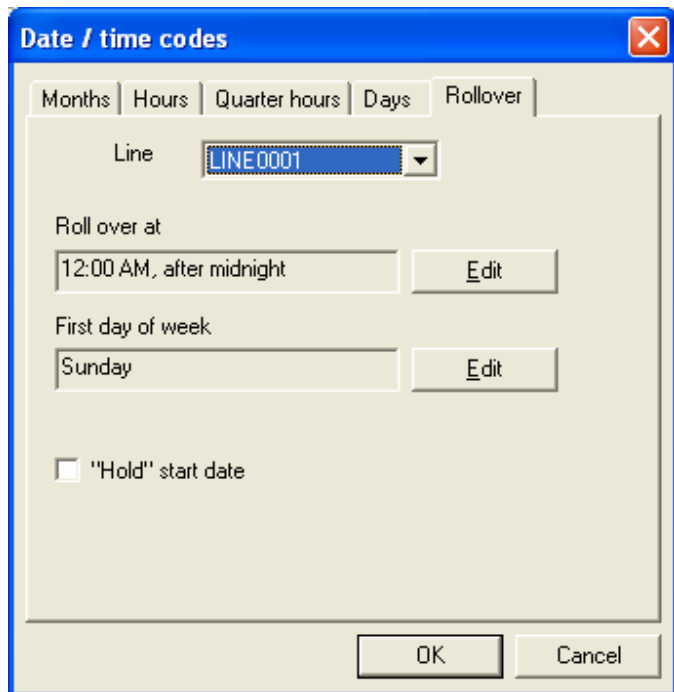 Date / time codes
Months Hours Quarter hours Days Rollover
Line LINE0001
Roll over at
12:00 AM, after midnight Edit
First day of week
Sunday Edit
"Hold" start date
OK Cancel